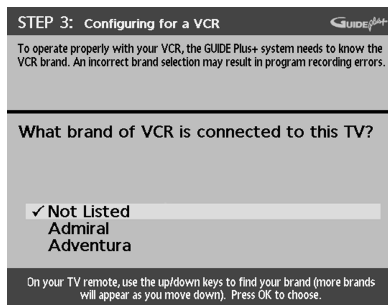 STEP 3: Configuring for a VCR
GUIDE Plus+
To operate properly with your VCR, the GUIDE Plus+ system needs to know the
VCR brand. An incorrect brand selection may result in program recording errors.
What brand of VCR is connected to this TV?
✓ Not Listed
Admiral
Adventura
On your TV remote, use the up/down keys to find your brand (more brands
will appear as you move down). Press OK to choose.